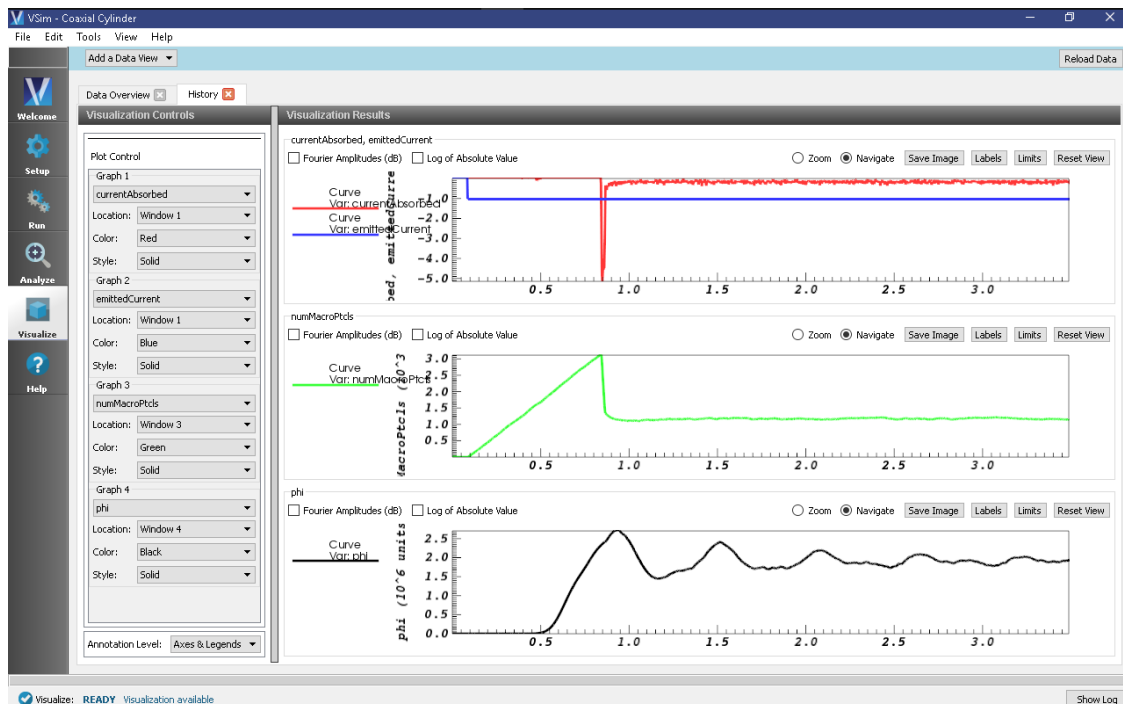 VSim - Coaxial Cylinder
File Edit Tools View Help
Add a Data View
Reload Data
Welcome
Setup
Run
Analyze
Visualize
Help
Data Overview
History
Visualization Controls
Plot Control
Graph 1
currentAbsorbed
Location: Window 1
Color: Red
Style: Solid
Graph 2
emittedCurrent
Location: Window 1
Color: Blue
Style: Solid
Graph 3
numMacroPtcls
Location: Window 3
Color: Green
Style: Solid
Graph 4
phi
Location: Window 4
Color: Black
Style: Solid
Annotation Level: Axes & Legends
Visualization Results
currentAbsorbed, emittedCurrent
Fourier Amplitudes (dB) Log of Absolute Value Zoom Navigate Save Image Labels Limits Reset View
Curve
Var: currentAbsorbed
Curve
Var: emittedCurrent
bed, emittedCurre
-1.0
-2.0
-3.0
-4.0
-5.0
0.5 1.0 1.5 2.0 2.5 3.0
numMacroPtcls
Fourier Amplitudes (dB) Log of Absolute Value Zoom Navigate Save Image Labels Limits Reset View
Curve
Var: numMacroPtcls
MacroPtcls (10^3
3.0
2.5
2.0
1.5
1.0
0.5
0.5 1.0 1.5 2.0 2.5 3.0
phi
Fourier Amplitudes (dB) Log of Absolute Value Zoom Navigate Save Image Labels Limits Reset View
Curve
Var: phi
phi (10^6 units
2.5
2.0
1.5
1.0
0.5
0.0
0.5 1.0 1.5 2.0 2.5 3.0
Visualize: READY Visualization available
Show Log